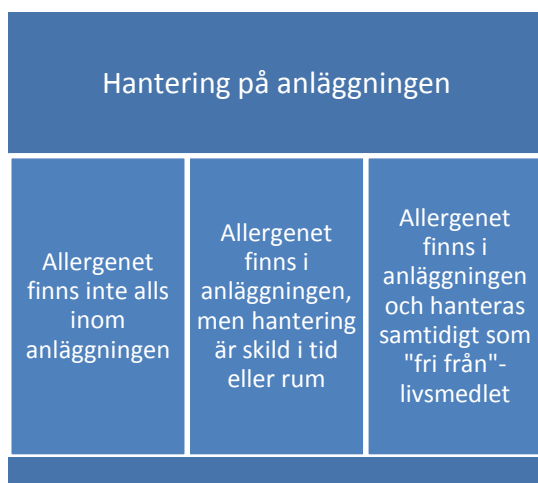 Hantering på anläggningen
Allergenet
finns inte alls
inom
anläggningen
Allergenet
finns i
anläggningen,
men hantering
är skild i tid
eller rum
Allergenet
finns i
anläggningen
och hanteras
samtidigt som
"fri från"-
livsmedlet